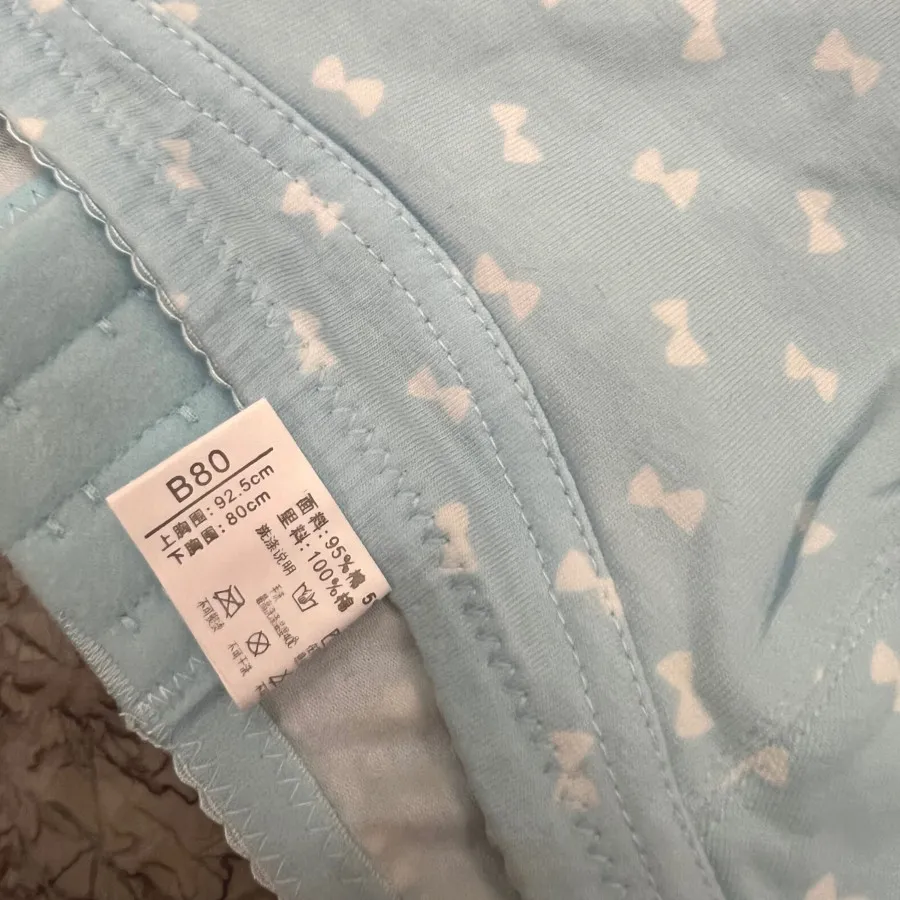 B80
上胸围：92.5cm
下胸围：80cm
面料：95%棉 5
里料：100%棉
洗涤说明